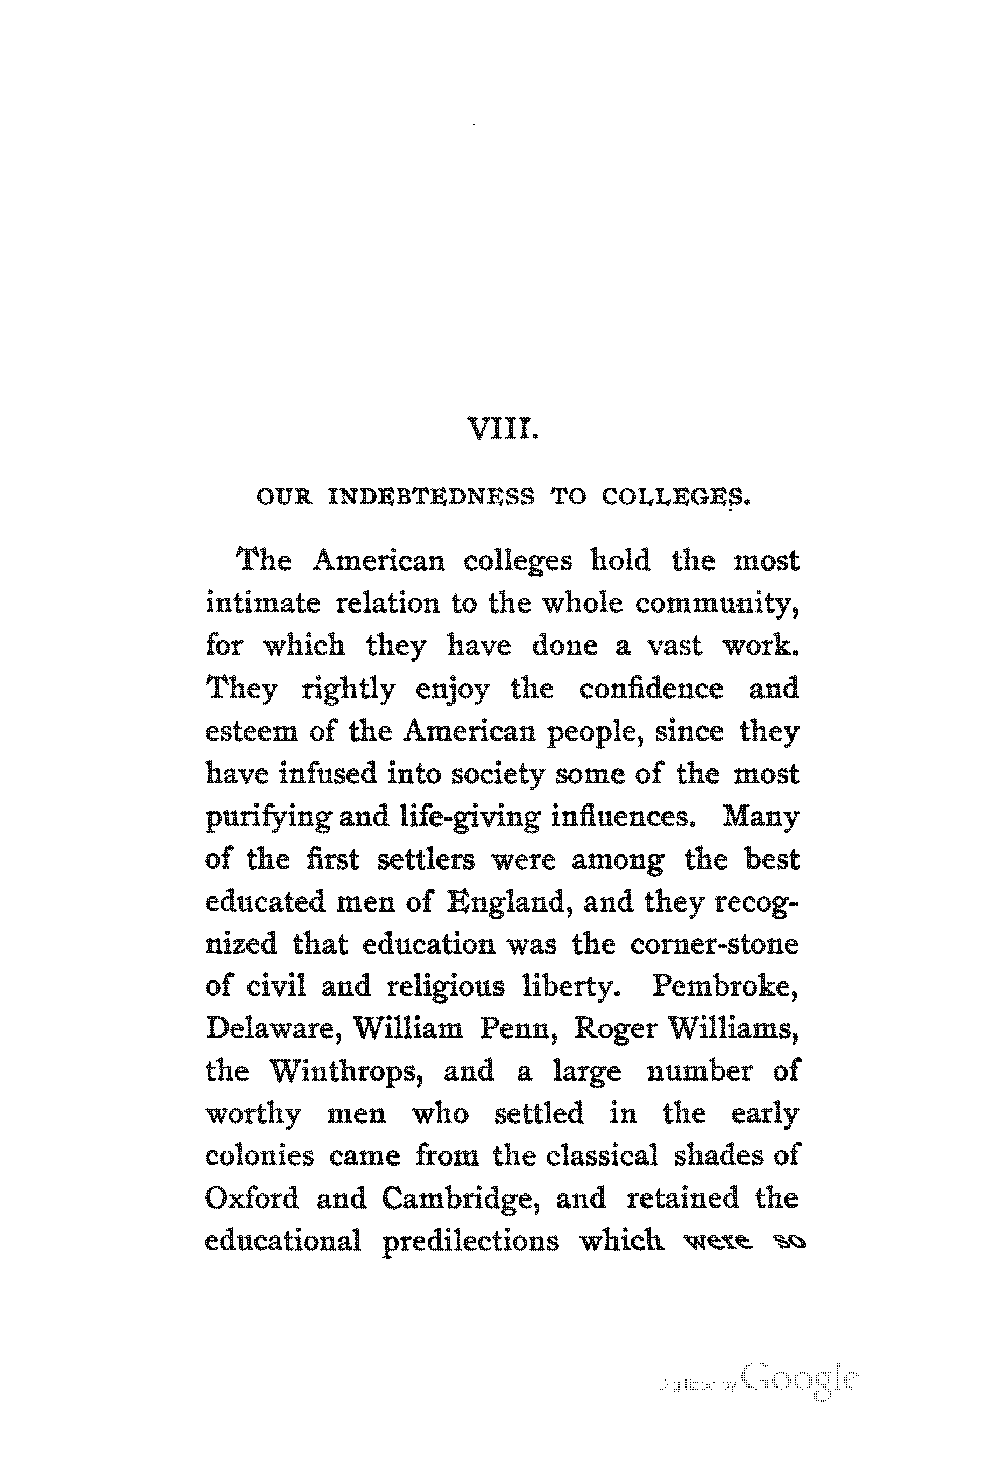 VIII.
OUR INDEBTEDNESS TO COLLEGES.
The American colleges hold the most
intimate relation to the whole community,
for which they have done a vast work.
They rightly enjoy the confidence and
esteem of the American people, since they
have infused into society some of the most
purifying and life-giving influences. Many
of the first settlers were among the best
educated men of England, and they recog-
nized that education was the corner-stone
of civil and religious liberty. Pembroke,
Delaware, William Penn, Roger Williams,
the Winthrops, and a large number of
worthy men who settled in the early
colonies came from the classical shades of
Oxford and Cambridge, and retained the
educational predilections which were so
Digitized by Google